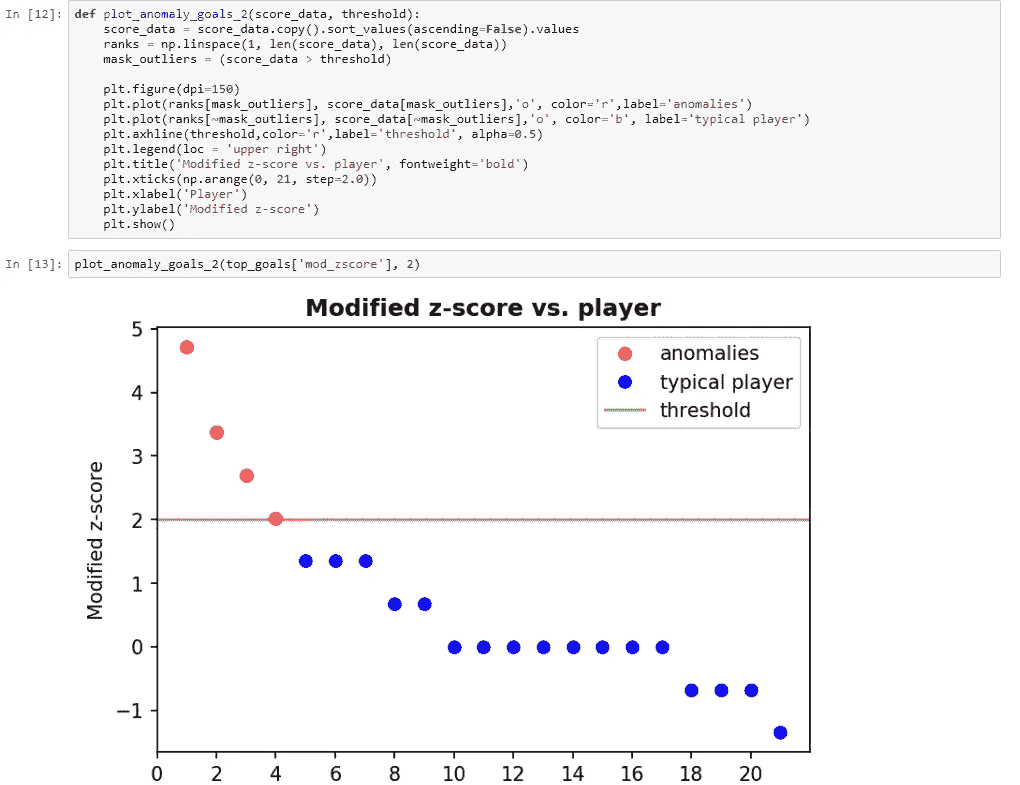 In [12]: def plot_anomaly_goals_2(score_data, threshold):
    score_data = score_data.copy().sort_values(ascending=False).values
    ranks = np.linspace(1, len(score_data), len(score_data))
    mask_outliers = (score_data > threshold)

    plt.figure(dpi=150)
    plt.plot(ranks[mask_outliers], score_data[mask_outliers],'o', color='r',label='anomalies')
    plt.plot(ranks[~mask_outliers], score_data[~mask_outliers],'o', color='b', label='typical player')
    plt.axhline(threshold,color='r',label='threshold', alpha=0.5)
    plt.legend(loc = 'upper right')
    plt.title('Modified z-score vs. player', fontweight='bold')
    plt.xticks(np.arange(0, 21, step=2.0))
    plt.xlabel('Player')
    plt.ylabel('Modified z-score')
    plt.show()
In [13]: plot_anomaly_goals_2(top_goals['mod_zscore'], 2)
Modified z-score vs. player
anomalies
typical player
threshold
Modified z-score
5
4
3
2
1
0
−1
0 2 4 6 8 10 12 14 16 18 20